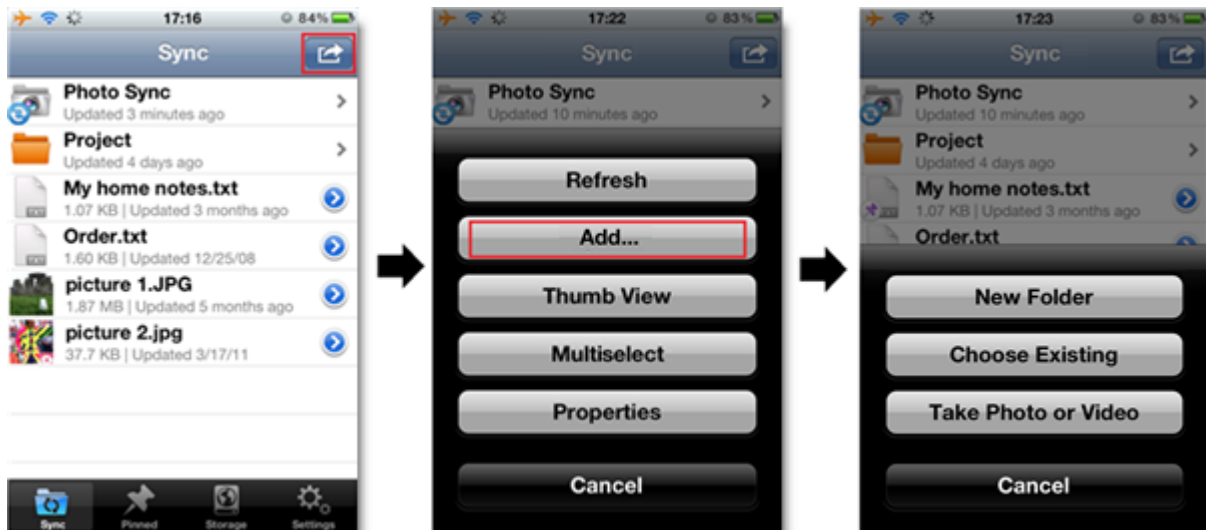 17:16
84%
Sync
Photo Sync
Updated 3 minutes ago
Project
Updated 4 days ago
My home notes.txt
1.07 KB | Updated 3 months ago
Order.txt
1.60 KB | Updated 12/25/08
picture 1.JPG
1.87 MB | Updated 5 months ago
picture 2.jpg
37.7 KB | Updated 3/17/11
Sync
Pinned
Storage
Settings
17:22
83%
Sync
Photo Sync
Updated 10 minutes ago
Refresh
Add...
Thumb View
Multiselect
Properties
Cancel
17:23
83%
Sync
Photo Sync
Updated 10 minutes ago
Project
Updated 4 days ago
My home notes.txt
1.07 KB | Updated 3 months ago
Order.txt
New Folder
Choose Existing
Take Photo or Video
Cancel